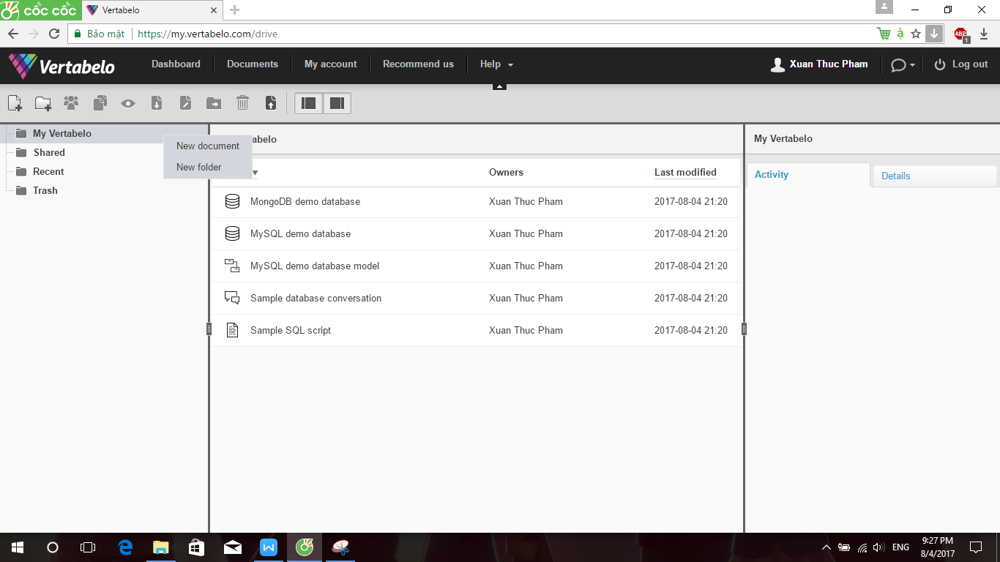 cốc cốc
Vertabelo
Bảo mật
https://my.vertabelo.com/drive
ABP
1
Vertabelo
Dashboard
Documents
My account
Recommend us
Help
Xuan Thuc Pham
Log out
My Vertabelo
Shared
Recent
Trash
New document
New folder
My Vertabelo
Activity
Details
Owners
Last modified
MongoDB demo database
Xuan Thuc Pham
2017-08-04 21:20
MySQL demo database
Xuan Thuc Pham
2017-08-04 21:20
MySQL demo database model
Xuan Thuc Pham
2017-08-04 21:20
Sample database conversation
Xuan Thuc Pham
2017-08-04 21:20
Sample SQL script
Xuan Thuc Pham
2017-08-04 21:20
ENG
9:27 PM
8/4/2017